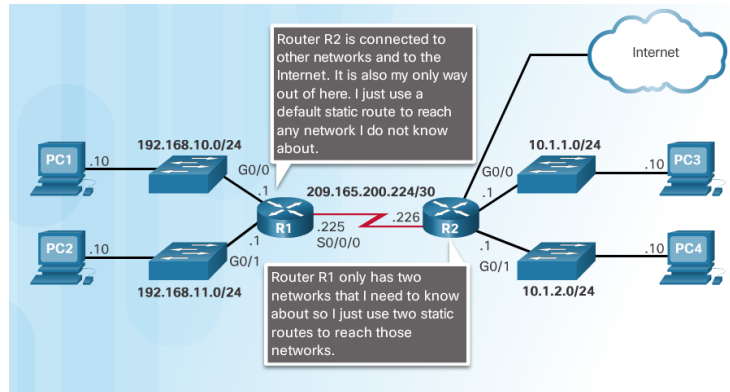 Router R2 is connected to
other networks and to the
Internet. It is also my only way
out of here. I just use a
default static route to reach
any network I do not know
about.
Internet
192.168.10.0/24
10.1.1.0/24
PC1
.10
G0/0
.1
209.165.200.224/30
G0/0
.1
.10
PC3
R1
.225
S0/0/0
.226
R2
PC2
.10
.1
G0/1
192.168.11.0/24
.1
G0/1
10.1.2.0/24
.10
PC4
Router R1 only has two
networks that I need to know
about so I just use two static
routes to reach those
networks.